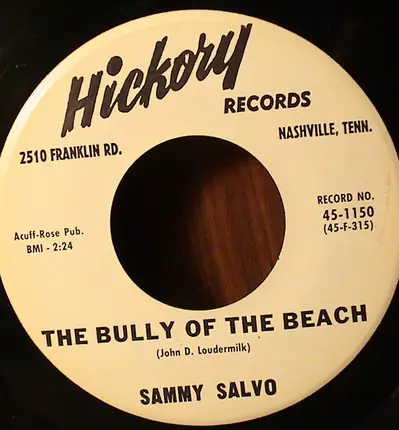 Hickory
RECORDS
2510 FRANKLIN RD.
NASHVILLE, TENN.
Acuff-Rose Pub.
BMI - 2:24
RECORD NO.
45-1150
(45-F-315)
THE BULLY OF THE BEACH
(John D. Loudermilk)
SAMMY SALVO